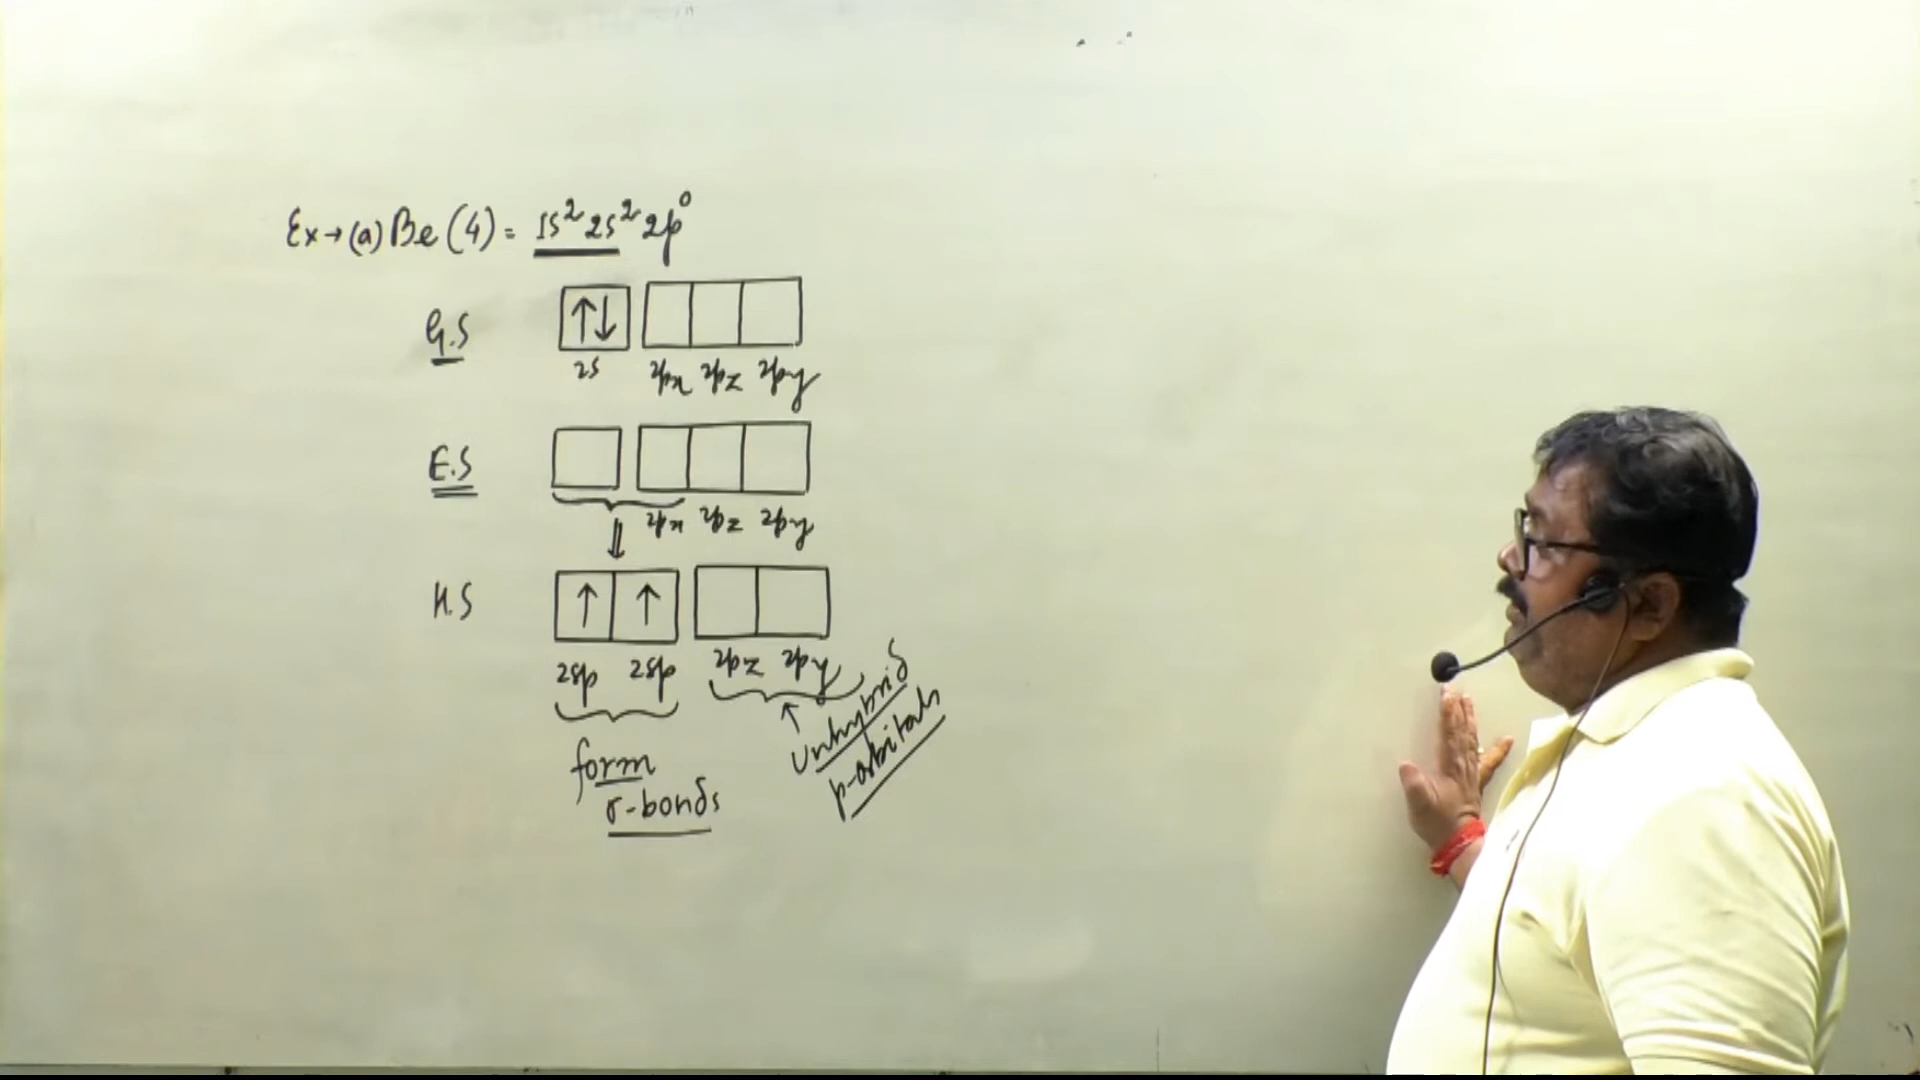 Ex→(a) Be (4) = 1s² 2s² 2p⁰
G.S ↑↓
2s 2px 2pz 2py
E.S
2px 2pz 2py
⇓
H.S ↑ ↑
2sp 2sp 2pz 2py
↑
form
σ-bonds
Unhybrid
p-orbitals